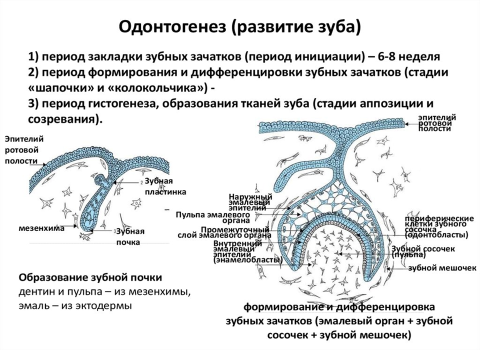 Одонтогенез (развитие зуба)
1) период закладки зубных зачатков (период инициации) – 6-8 неделя
2) период формирования и дифференцировки зубных зачатков (стадии
«шапочки» и «колокольчика») -
3) период гистогенеза, образования тканей зуба (стадии аппозиции и
созревания).
Эпителий
ротовой
полости
Зубная
пластинка
мезенхима
Зубная
почка
Образование зубной почки
дентин и пульпа – из мезенхимы,
эмаль – из эктодермы
эпителий
ротовой
полости
Наружный
эмалевый
эпителий
Пульпа эмалевого
органа
Промежуточный
слой эмалевого органа
Внутренний
эмалевый
эпителий
(энамелобласты)
периферические
клетки зубного
сосочка
(одонтобласты)
Зубной сосочек
(пульпа)
зубной мешочек
формирование и дифференцировка
зубных зачатков (эмалевый орган + зубной
сосочек + зубной мешочек)